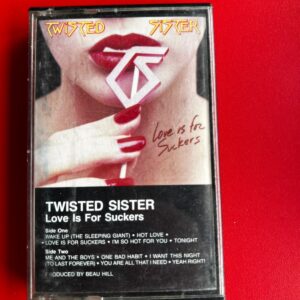 TWISTED SISTER
TS
Love is for
Suckers
TWISTED SISTER
Love Is For Suckers
Side One
WAKE UP (THE SLEEPING GIANT) • HOT LOVE •
• LOVE IS FOR SUCKERS • I'M SO HOT FOR YOU • TONIGHT
Side Two
ME AND THE BOYS • ONE BAD HABIT • I WANT THIS NIGHT
(TO LAST FOREVER) • YOU ARE ALL THAT I NEED • YEAH RIGHT!
PRODUCED BY BEAU HILL